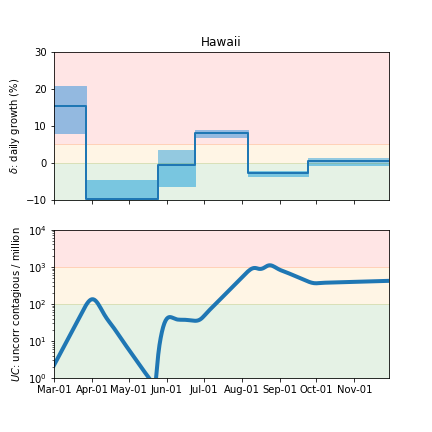 Hawaii
δ: daily growth (%)
30
20
10
0
−10
UC: uncorr contagious / million
10⁴
10³
10²
10¹
10⁰
Mar-01 Apr-01 May-01 Jun-01 Jul-01 Aug-01 Sep-01 Oct-01 Nov-01